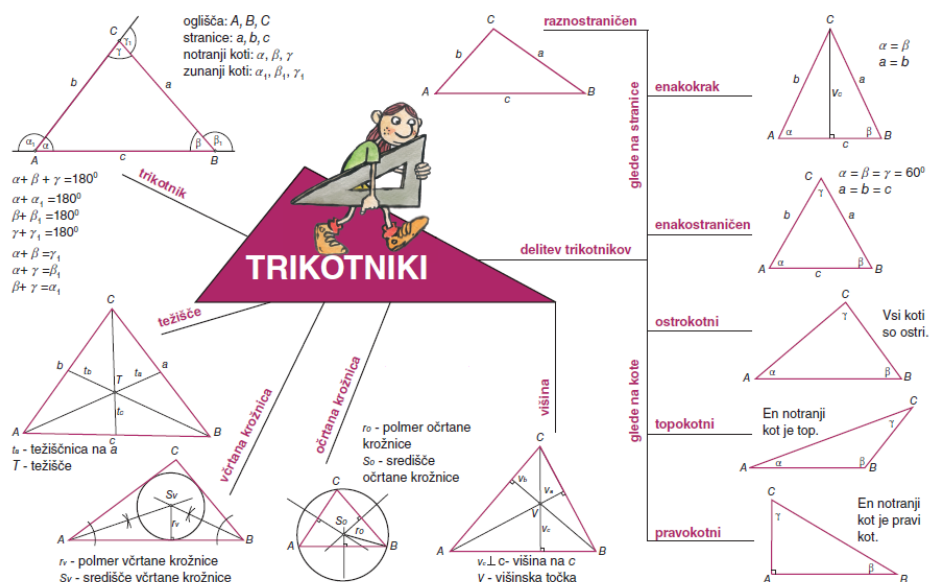 oglišča: A, B, C
stranice: a, b, c
notranji koti: α, β, γ
zunanji koti: α₁, β₁, γ₁
C
γ₁
γ
b
a
α₁
α
β
β₁
A
c
B
trikotnik
α+ β + γ =180⁰
α+ α₁ =180⁰
β+ β₁ =180⁰
γ + γ₁ =180⁰
α+ β =γ₁
α+ γ =β₁
β+ γ =α₁
TRIKOTNIKI
delitev trikotnikov
glede na stranice
raznostraničen
C
b
a
A
c
B
enakokrak
C
α = β
a = b
b
a
vc
α
β
A
c
B
enakostraničen
C
α = β = γ = 60⁰
a = b = c
γ
b
a
α
β
A
c
B
glede na kote
ostrokotni
C
γ
Vsi koti
so ostri.
α
β
A
B
topokotni
C
En notranji
kot je top.
γ
α
β
A
B
pravokotni
C
En notranji
kot je pravi
kot.
γ
β
A
B
težišče
C
b
a
tb
ta
T
tc
A
c
B
ta - težiščnica na a
T - težišče
včrtana krožnica
C
Sv
rv
A
B
rv - polmer včrtane krožnice
Sv – središče včrtane krožnice
očrtana krožnica
ro - polmer očrtane
krožnice
So - središče
očrtane krožnice
C
So
ro
A
B
višina
C
vb
va
V
vc
A
B
vc⊥ c- višina na c
V - višinska točka